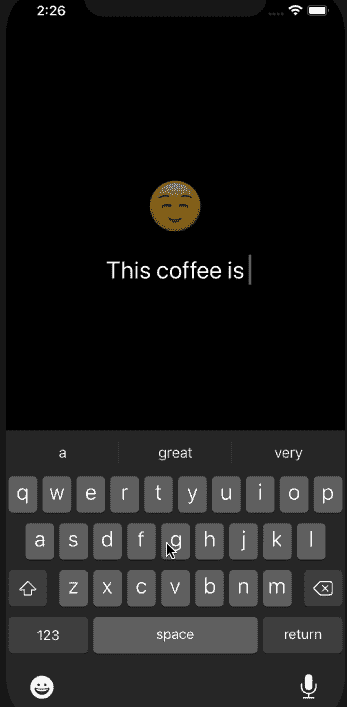 2:26
This coffee is
a great very
q w e r t y u i o p
a s d f g h j k l
z x c v b n m
123 space return